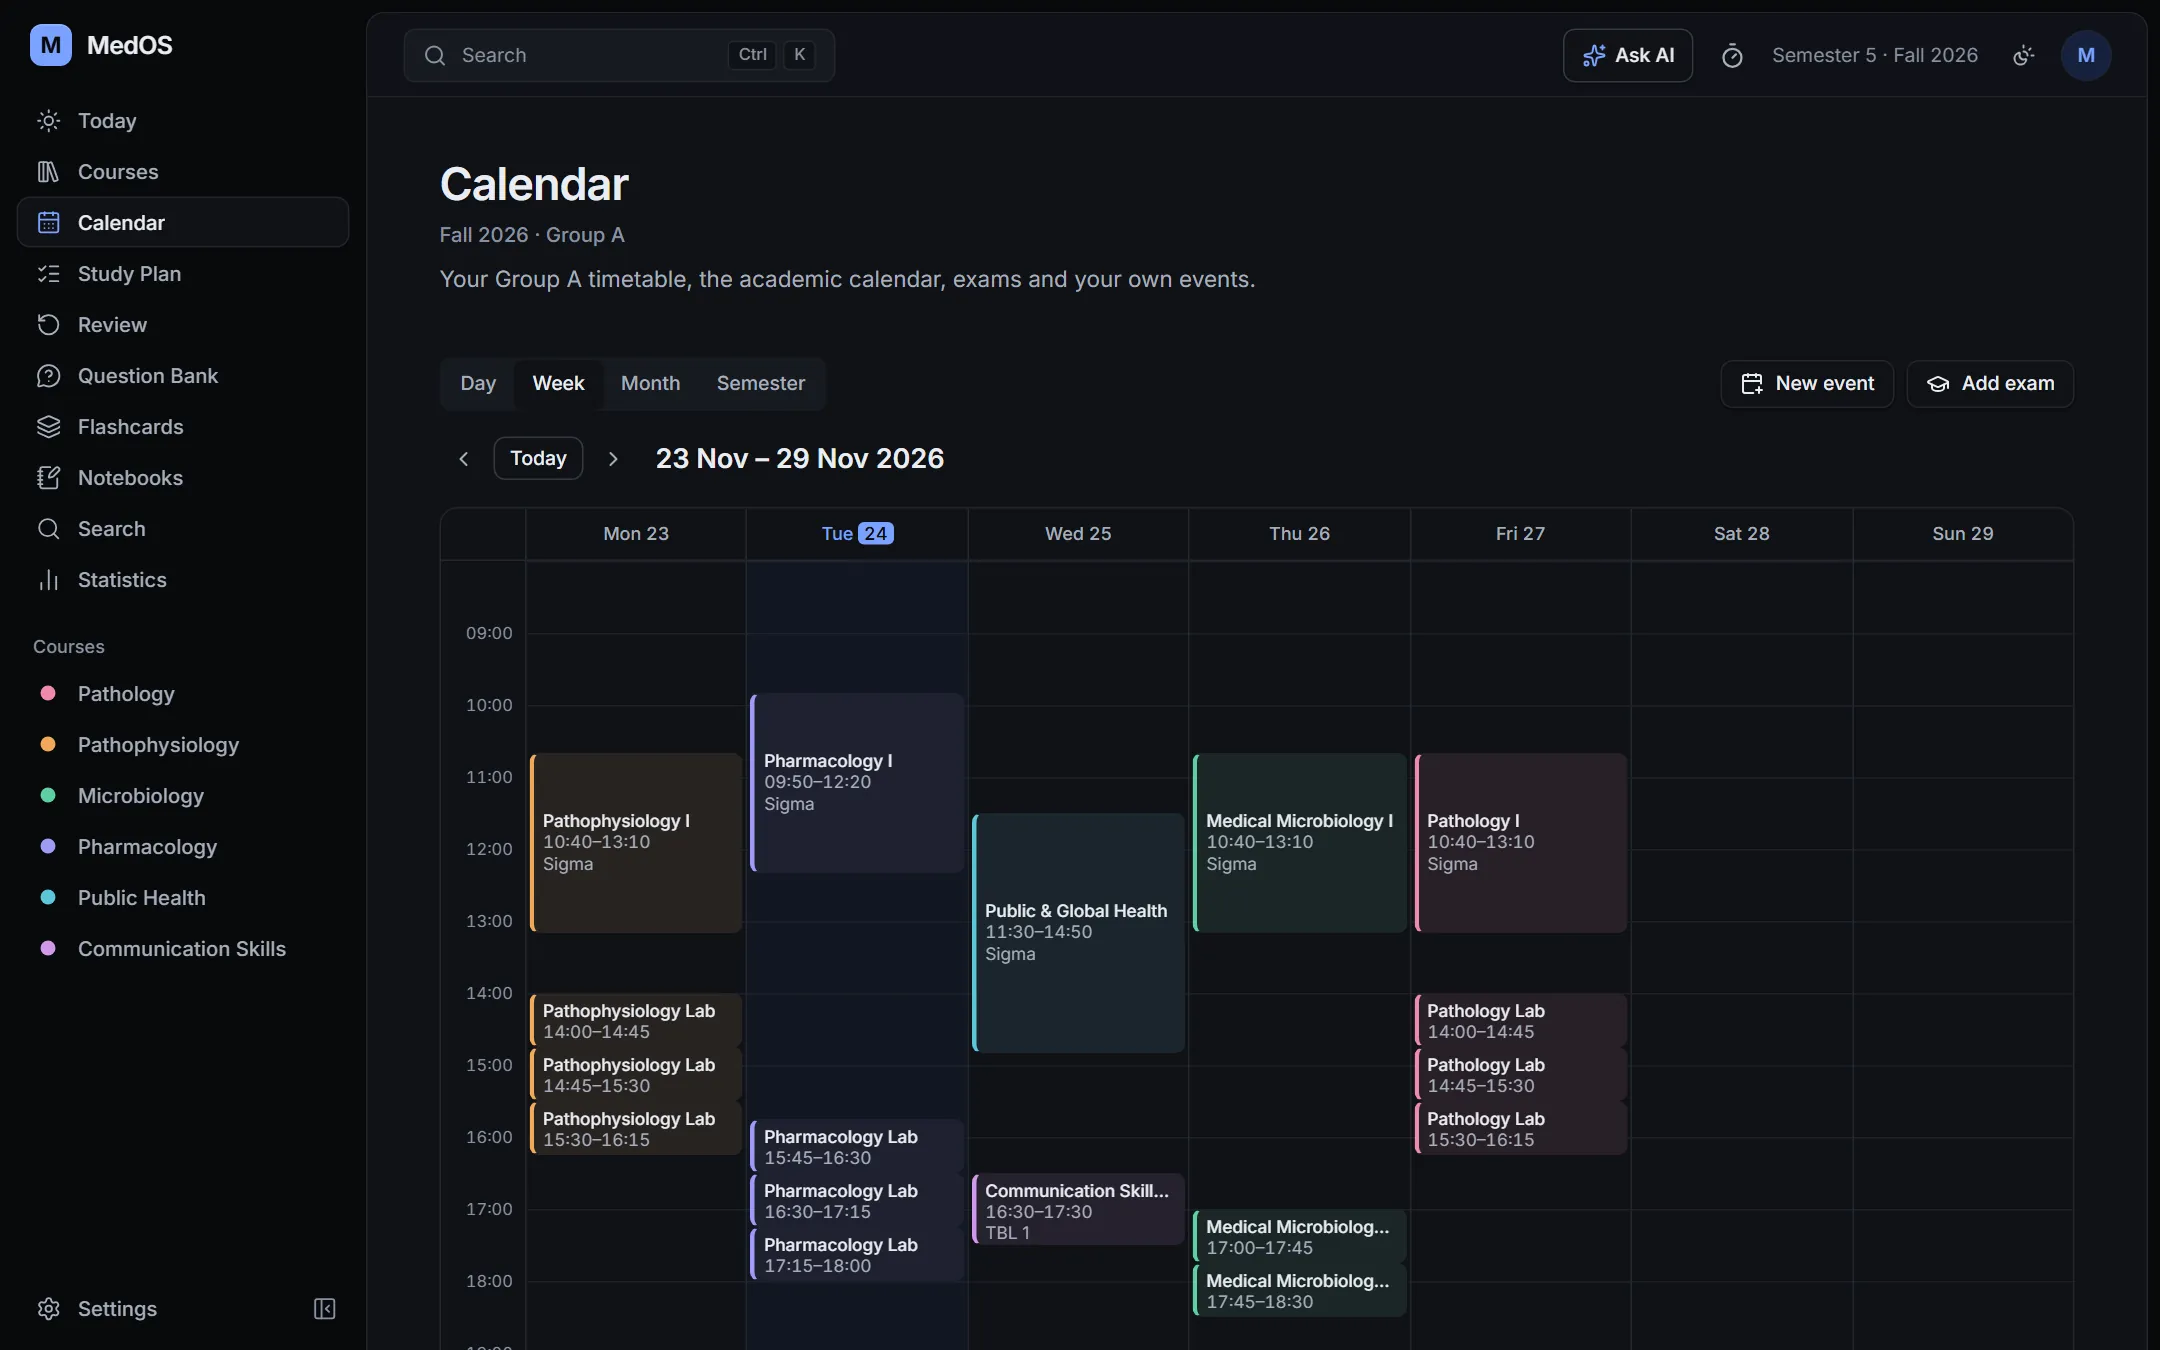 M MedOS
Today
Courses
Calendar
Study Plan
Review
Question Bank
Flashcards
Notebooks
Search
Statistics
Courses
Pathology
Pathophysiology
Microbiology
Pharmacology
Public Health
Communication Skills
Settings
Search Ctrl K
Ask AI
Semester 5 · Fall 2026
M
Calendar
Fall 2026 · Group A
Your Group A timetable, the academic calendar, exams and your own events.
Day Week Month Semester
New event
Add exam
Today
23 Nov – 29 Nov 2026
Mon 23 Tue 24 Wed 25 Thu 26 Fri 27 Sat 28 Sun 29
09:00
10:00
11:00
12:00
13:00
14:00
15:00
16:00
17:00
18:00
Pathophysiology I
10:40–13:10
Sigma
Pathophysiology Lab
14:00–14:45
Pathophysiology Lab
14:45–15:30
Pathophysiology Lab
15:30–16:15
Pharmacology I
09:50–12:20
Sigma
Pharmacology Lab
15:45–16:30
Pharmacology Lab
16:30–17:15
Pharmacology Lab
17:15–18:00
Public & Global Health
11:30–14:50
Sigma
Communication Skill...
16:30–17:30
TBL 1
Medical Microbiology I
10:40–13:10
Sigma
Medical Microbiolog...
17:00–17:45
Medical Microbiolog...
17:45–18:30
Pathology I
10:40–13:10
Sigma
Pathology Lab
14:00–14:45
Pathology Lab
14:45–15:30
Pathology Lab
15:30–16:15